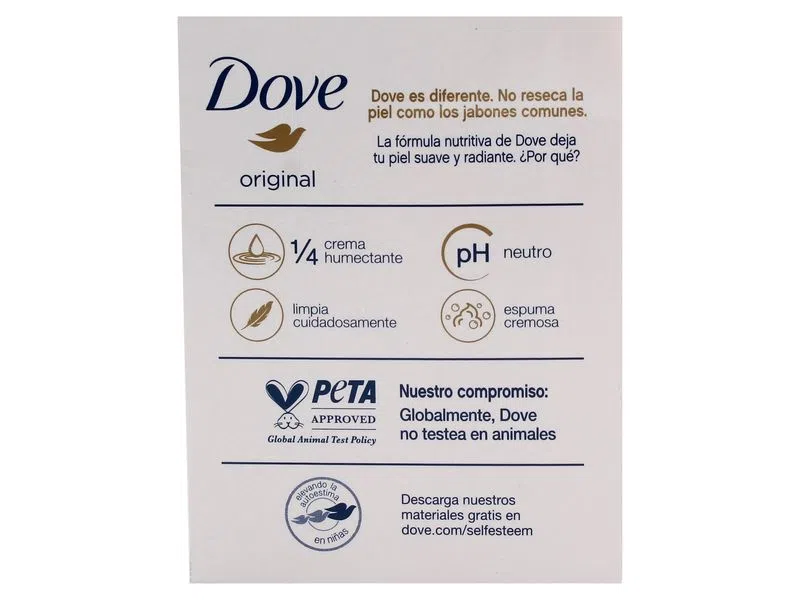 Dove
original
Dove es diferente. No reseca la
piel como los jabones comunes.
La fórmula nutritiva de Dove deja
tu piel suave y radiante. ¿Por qué?
1/4 crema
humectante
pH neutro
limpia
cuidadosamente
espuma
cremosa
PETA
APPROVED
Global Animal Test Policy
Nuestro compromiso:
Globalmente, Dove
no testea en animales
elevando la
autoestima
en niñas
Descarga nuestros
materiales gratis en
dove.com/selfesteem